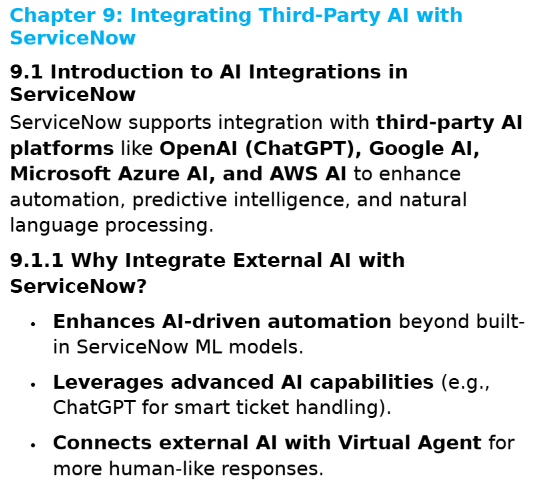 Chapter 9: Integrating Third-Party AI with
ServiceNow
9.1 Introduction to AI Integrations in
ServiceNow
ServiceNow supports integration with third-party AI
platforms like OpenAI (ChatGPT), Google AI,
Microsoft Azure AI, and AWS AI to enhance
automation, predictive intelligence, and natural
language processing.
9.1.1 Why Integrate External AI with
ServiceNow?
• Enhances AI-driven automation beyond built-
in ServiceNow ML models.
• Leverages advanced AI capabilities (e.g.,
ChatGPT for smart ticket handling).
• Connects external AI with Virtual Agent for
more human-like responses.